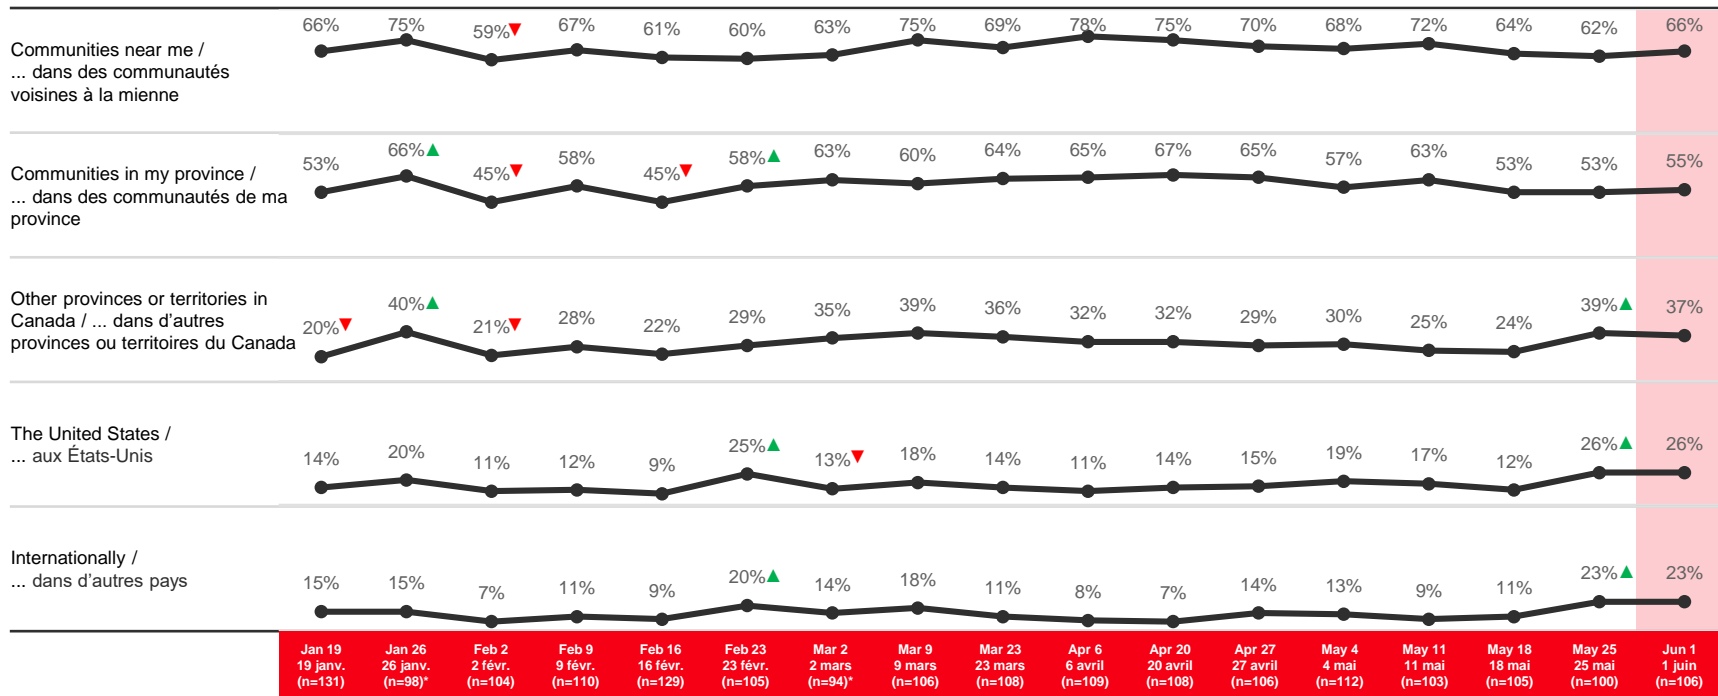 66% 75% 59%▼ 67% 61% 60% 63% 75% 69% 78% 75% 70% 68% 72% 64% 62% 66%
Communities near me /
... dans des communautés
voisines à la mienne
53% 66%▲ 45%▼ 58% 45%▼ 58%▲ 63% 60% 64% 65% 67% 65% 57% 63% 53% 53% 55%
Communities in my province /
... dans des communautés de ma
province
20%▼ 40%▲ 21%▼ 28% 22% 29% 35% 39% 36% 32% 32% 29% 30% 25% 24% 39%▲ 37%
Other provinces or territories in
Canada / ... dans d'autres
provinces ou territoires du Canada
14% 20% 11% 12% 9% 25%▲ 13%▼ 18% 14% 11% 14% 15% 19% 17% 12% 26%▲ 26%
The United States /
... aux États-Unis
15% 15% 7% 11% 9% 20%▲ 14% 18% 11% 8% 7% 14% 13% 9% 11% 23%▲ 23%
Internationally /
... dans d'autres pays
Jan 19 Jan 26 Feb 2 Feb 9 Feb 16 Feb 23 Mar 2 Mar 9 Mar 23 Apr 6 Apr 20 Apr 27 May 4 May 11 May 18 May 25 Jun 1
19 janv. 26 janv. 2 févr. 9 févr. 16 févr. 23 févr. 2 mars 9 mars 23 mars 6 avril 20 avril 27 avril 4 mai 11 mai 18 mai 25 mai 1 juin
(n=131) (n=98)* (n=104) (n=110) (n=129) (n=105) (n=94)* (n=106) (n=108) (n=109) (n=108) (n=106) (n=112) (n=103) (n=105) (n=100) (n=106)